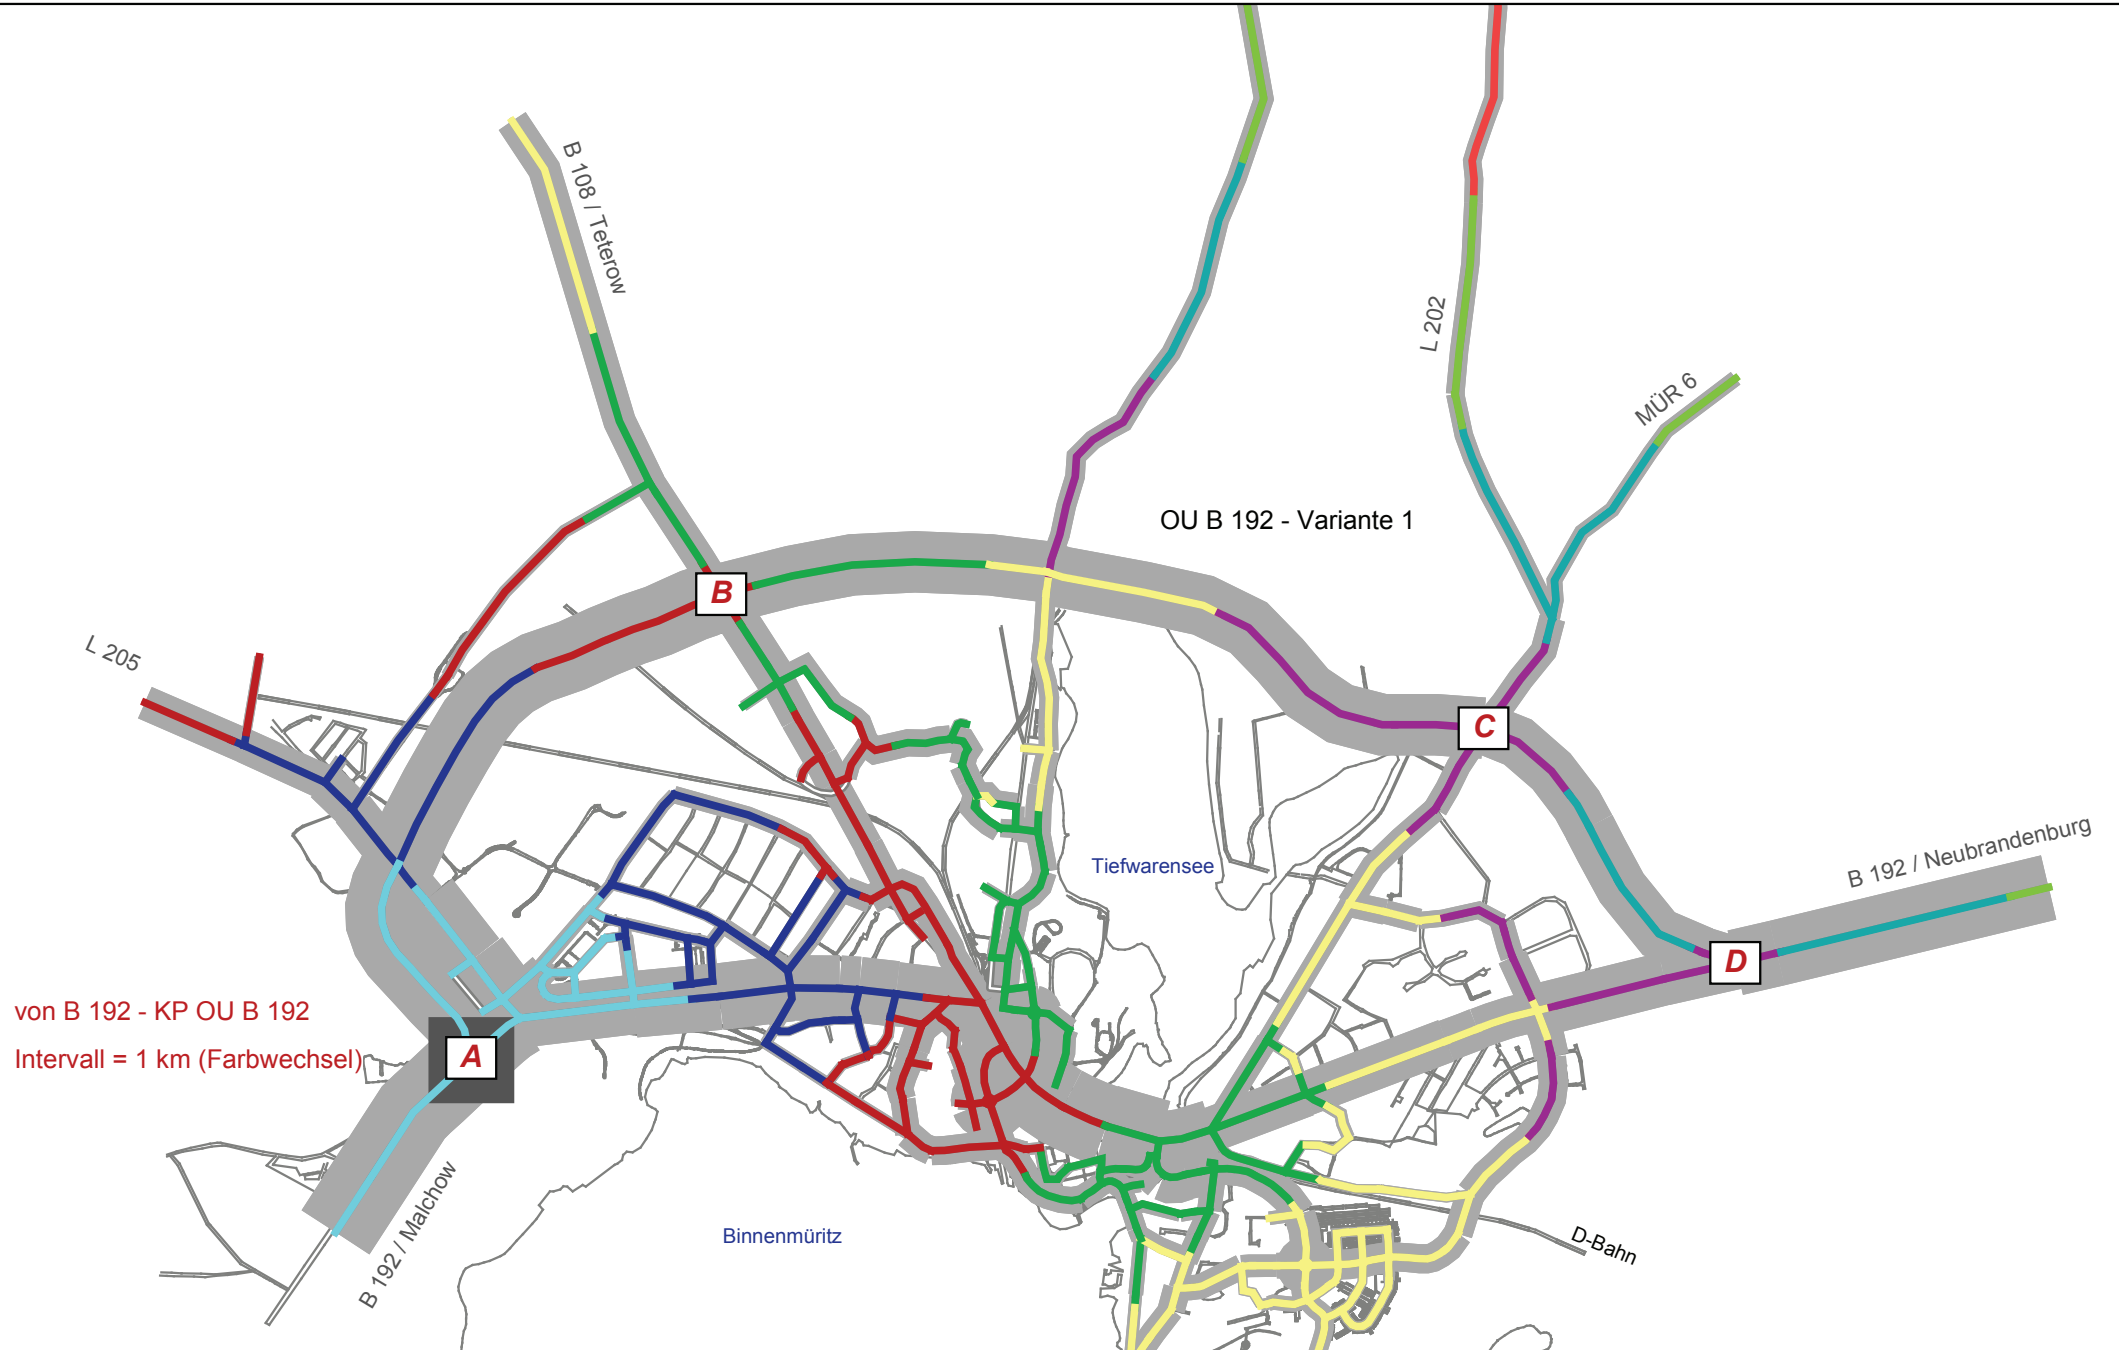 B 108 / Teterow
L 202
MÜR 6
OU B 192 - Variante 1
B
L 205
C
B 192 / Neubrandenburg
Tiefwarensee
D
von B 192 - KP OU B 192
Intervall = 1 km (Farbwechsel)
A
B 192 / Malchow
Binnenmüritz
D-Bahn